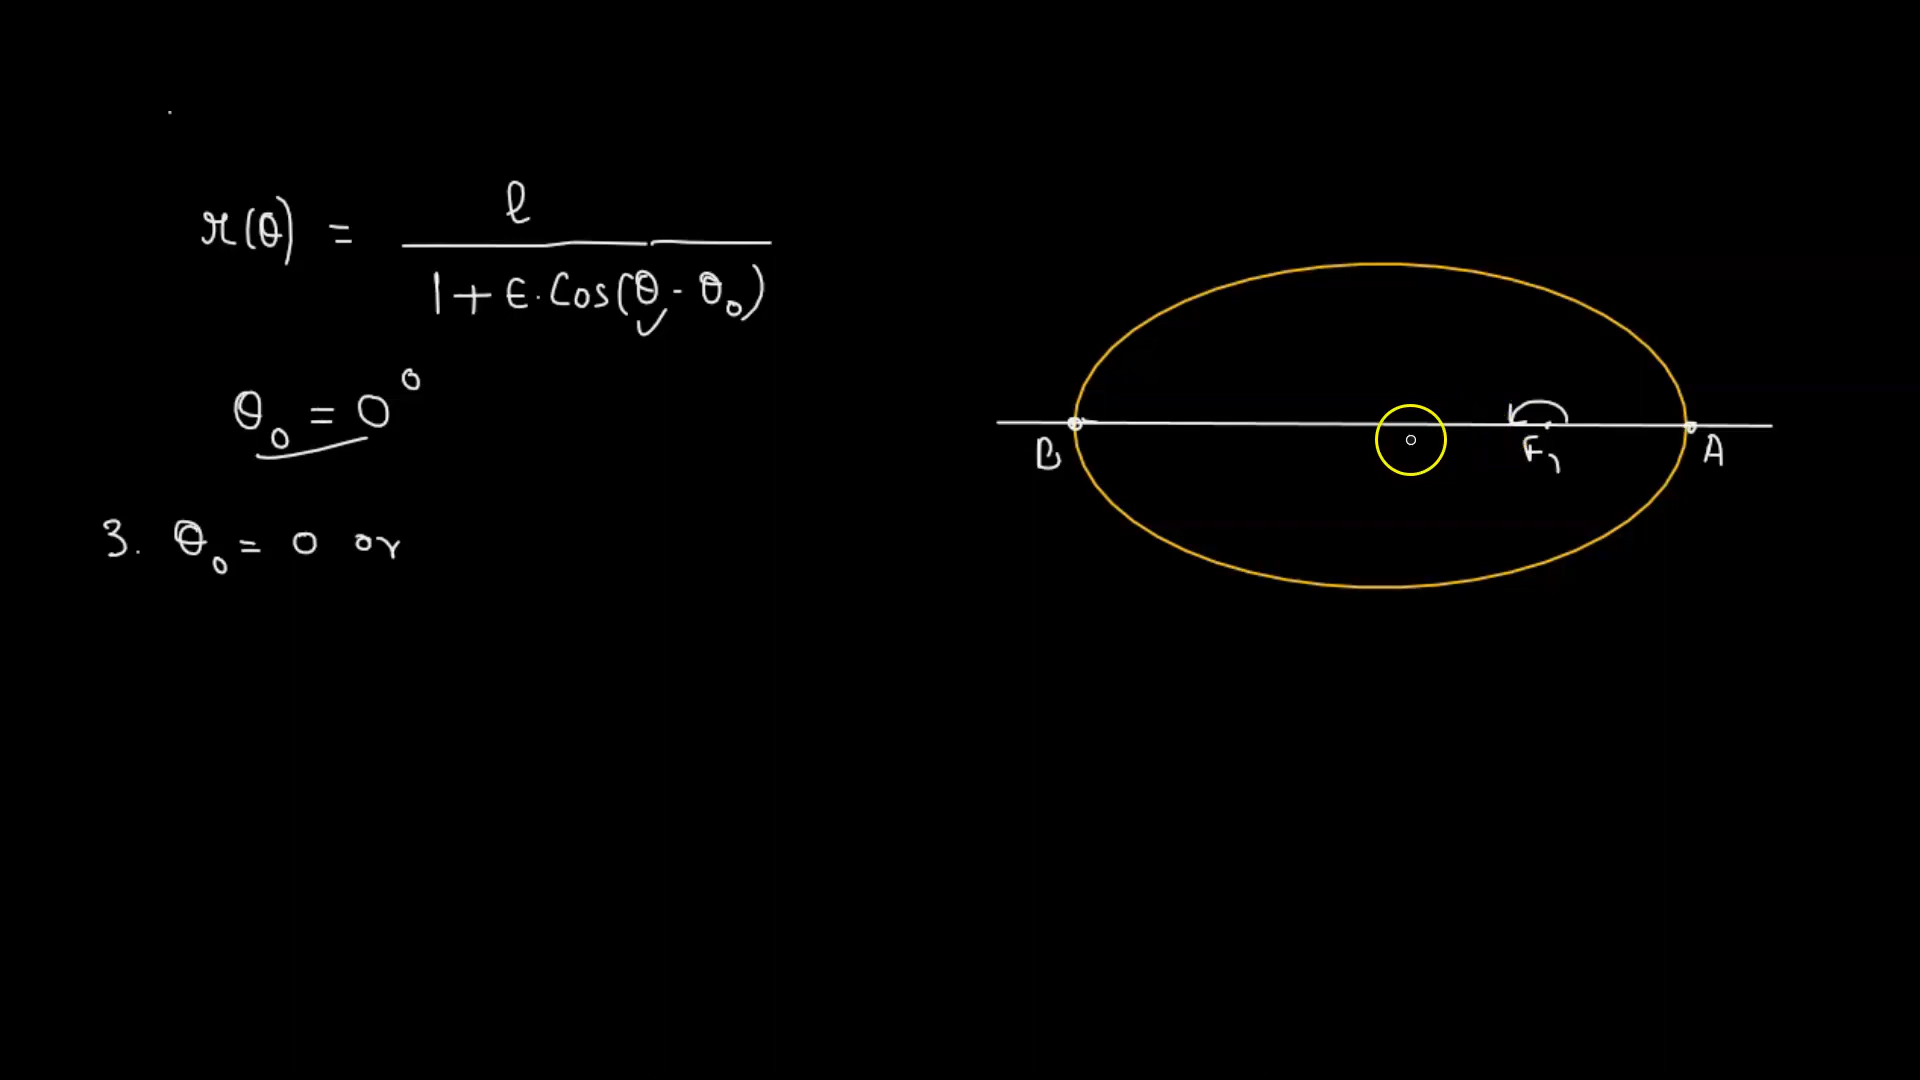 r(θ) = l
1 + ε. Cos(θ - θ₀)
θ₀ = 0°
3. θ₀ = 0 or
B
F₁
A